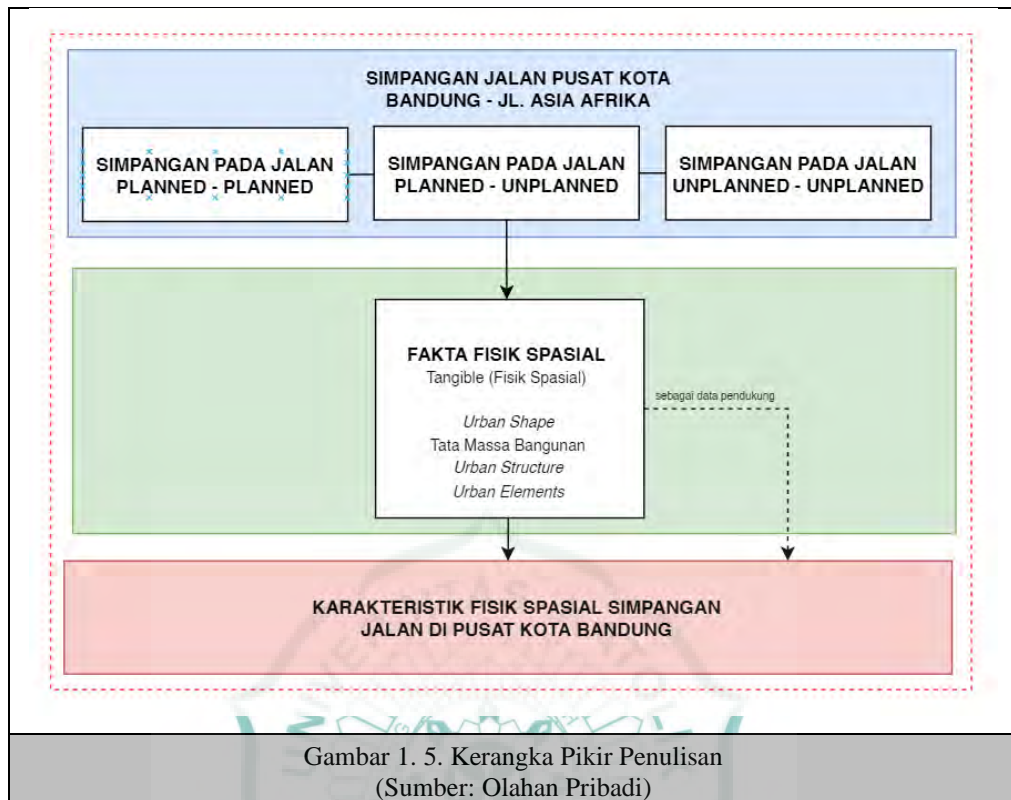 SIMPANGAN JALAN PUSAT KOTA
BANDUNG - JL. ASIA AFRIKA
SIMPANGAN PADA JALAN
PLANNED - PLANNED
SIMPANGAN PADA JALAN
PLANNED - UNPLANNED
SIMPANGAN PADA JALAN
UNPLANNED - UNPLANNED
FAKTA FISIK SPASIAL
Tangible (Fisik Spasial)
Urban Shape
Tata Massa Bangunan
Urban Structure
Urban Elements
sebagai data pendukung
KARAKTERISTIK FISIK SPASIAL SIMPANGAN
JALAN DI PUSAT KOTA BANDUNG
Gambar 1. 5. Kerangka Pikir Penulisan
(Sumber: Olahan Pribadi)